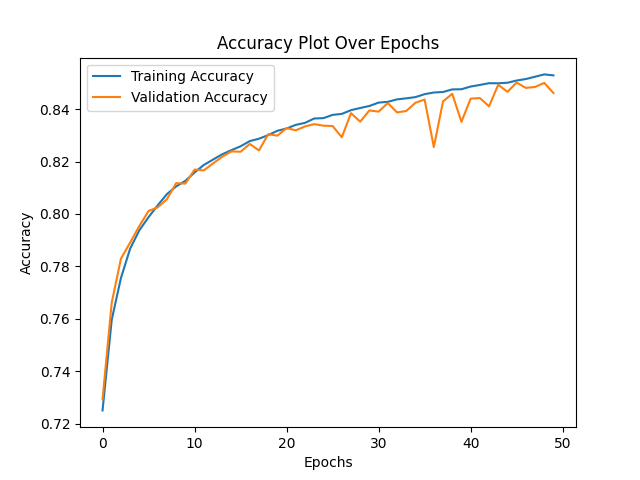 Accuracy Plot Over Epochs
Training Accuracy
Validation Accuracy
0.84
0.82
0.80
0.78
0.76
0.74
0.72
Accuracy
0 10 20 30 40 50
Epochs